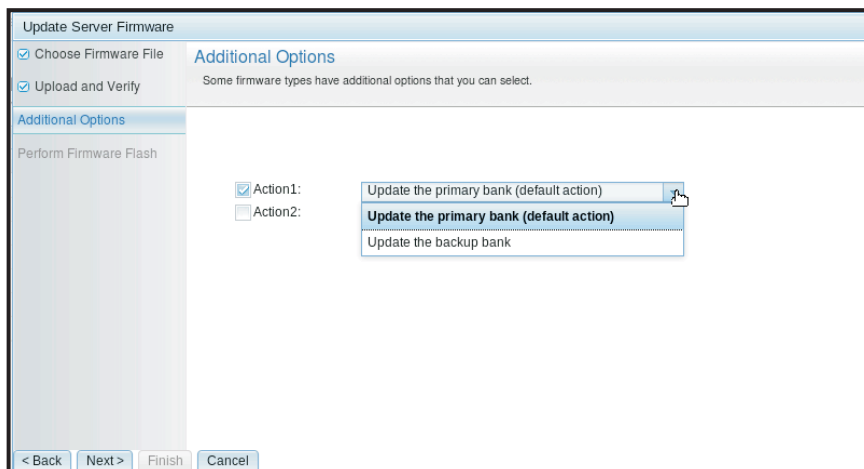 Update Server Firmware
Choose Firmware File
Upload and Verify
Additional Options
Perform Firmware Flash
Additional Options
Some firmware types have additional options that you can select.
Action1: Update the primary bank (default action)
Action2:
Update the primary bank (default action)
Update the backup bank
< Back Next > Finish Cancel